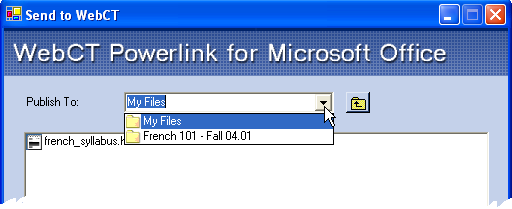 Send to WebCT
WebCT Powerlink for Microsoft Office
Publish To:
My Files
My Files
French 101 - Fall 04.01
french_syllabus.h